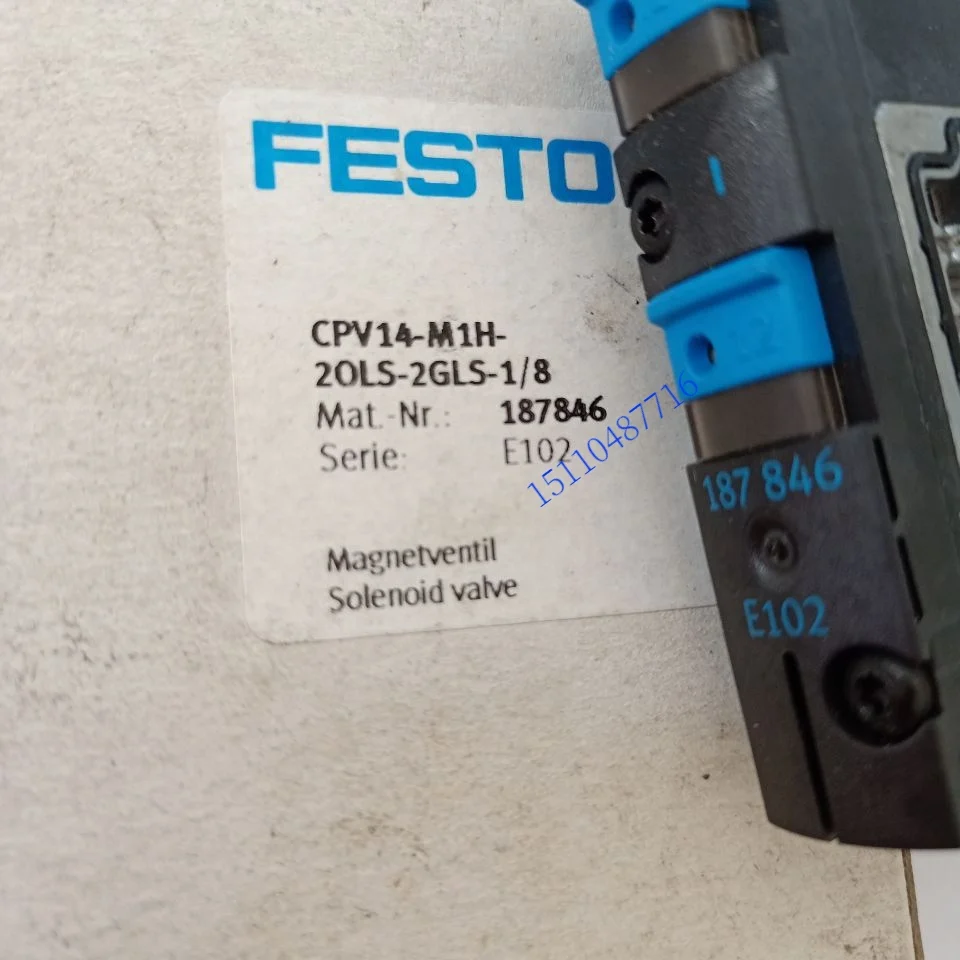 FESTO
CPV14-M1H-
2OLS-2GLS-1/8
Mat.-Nr.: 187846
Serie: E102
Magnetventil
Solenoid valve
15110487716
12
187 846
E102